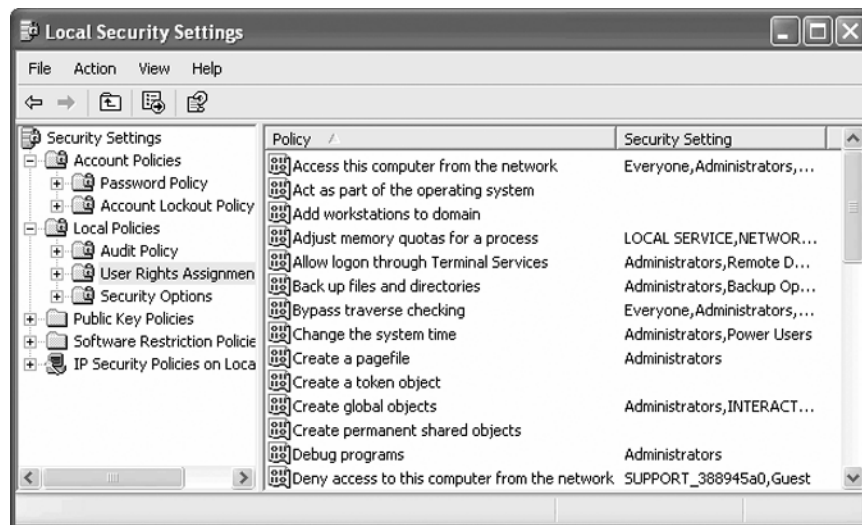 Local Security Settings
File Action View Help
Security Settings
Account Policies
Password Policy
Account Lockout Policy
Local Policies
Audit Policy
User Rights Assignmen
Security Options
Public Key Policies
Software Restriction Policie
IP Security Policies on Loca
Policy Security Setting
Access this computer from the network Everyone,Administrators,...
Act as part of the operating system
Add workstations to domain
Adjust memory quotas for a process LOCAL SERVICE,NETWOR...
Allow logon through Terminal Services Administrators,Remote D...
Back up files and directories Administrators,Backup Op...
Bypass traverse checking Everyone,Administrators,...
Change the system time Administrators,Power Users
Create a pagefile Administrators
Create a token object
Create global objects Administrators,INTERACT...
Create permanent shared objects
Debug programs Administrators
Deny access to this computer from the network SUPPORT_388945a0,Guest